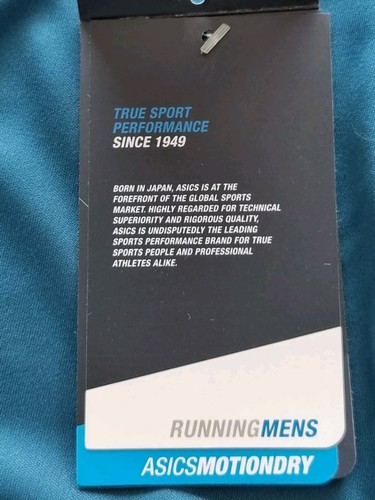 TRUE SPORT
PERFORMANCE
SINCE 1949
BORN IN JAPAN, ASICS IS AT THE
FOREFRONT OF THE GLOBAL SPORTS
MARKET. HIGHLY REGARDED FOR TECHNICAL
SUPERIORITY AND RIGOROUS QUALITY,
ASICS IS UNDISPUTEDLY THE LEADING
SPORTS PERFORMANCE BRAND FOR TRUE
SPORTS PEOPLE AND PROFESSIONAL
ATHLETES ALIKE.
RUNNINGMENS
ASICSMOTIONDRY